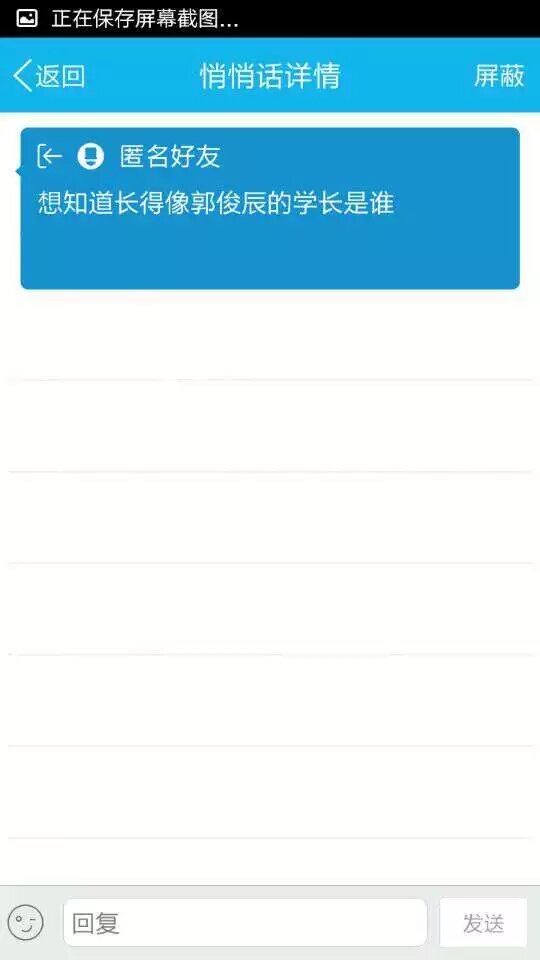 正在保存屏幕截图...
返回 悄悄话详情 屏蔽
匿名好友
想知道长得像郭俊辰的学长是谁
回复 发送